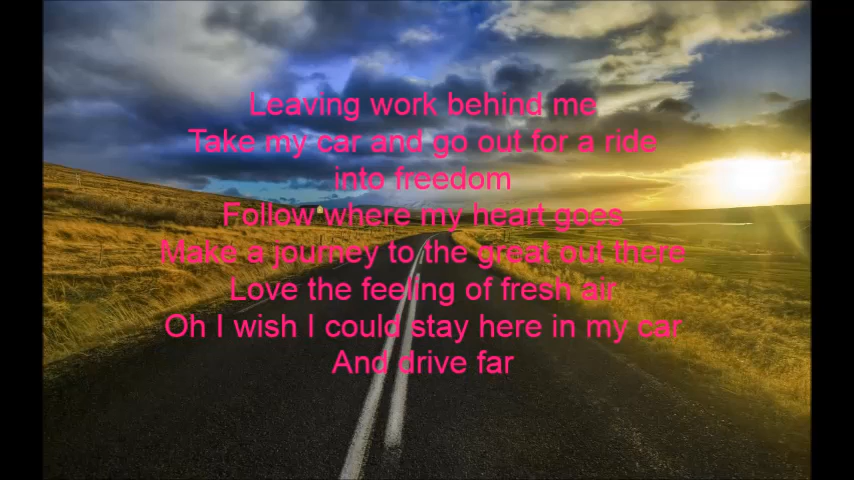 Leaving work behind me
Take my car and go out for a ride
into freedom
Follow where my heart goes
Make a journey to the great out there
Love the feeling of fresh air
Oh I wish I could stay here in my car
And drive far